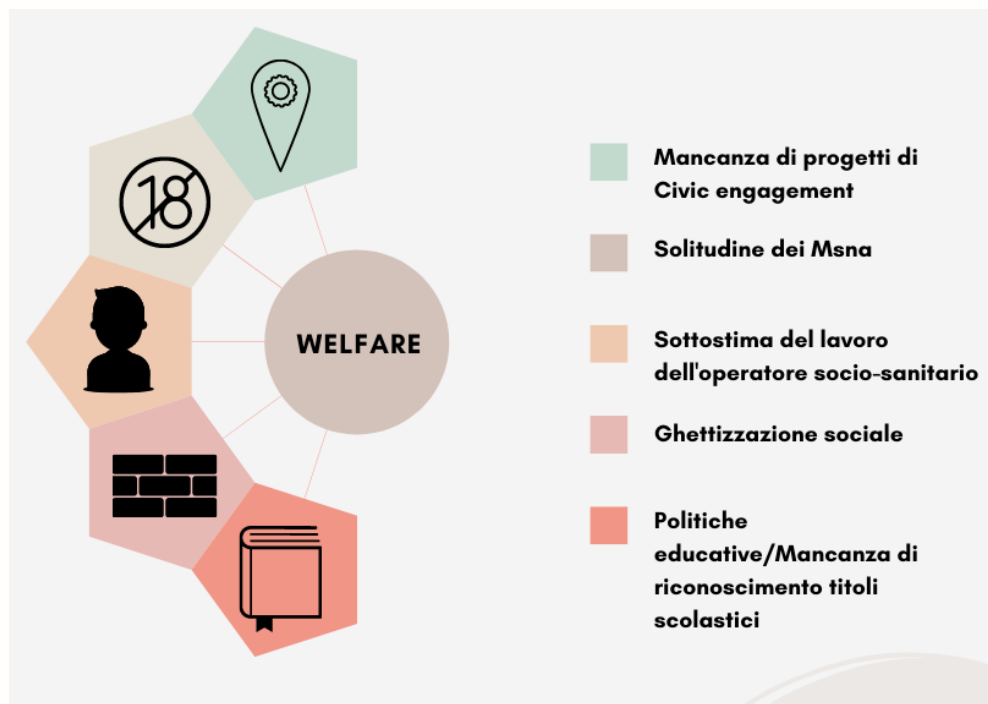 18
WELFARE
Mancanza di progetti di
Civic engagement
Solitudine dei Msna
Sottostima del lavoro
dell'operatore socio-sanitario
Ghettizzazione sociale
Politiche
educative/Mancanza di
riconoscimento titoli
scolastici